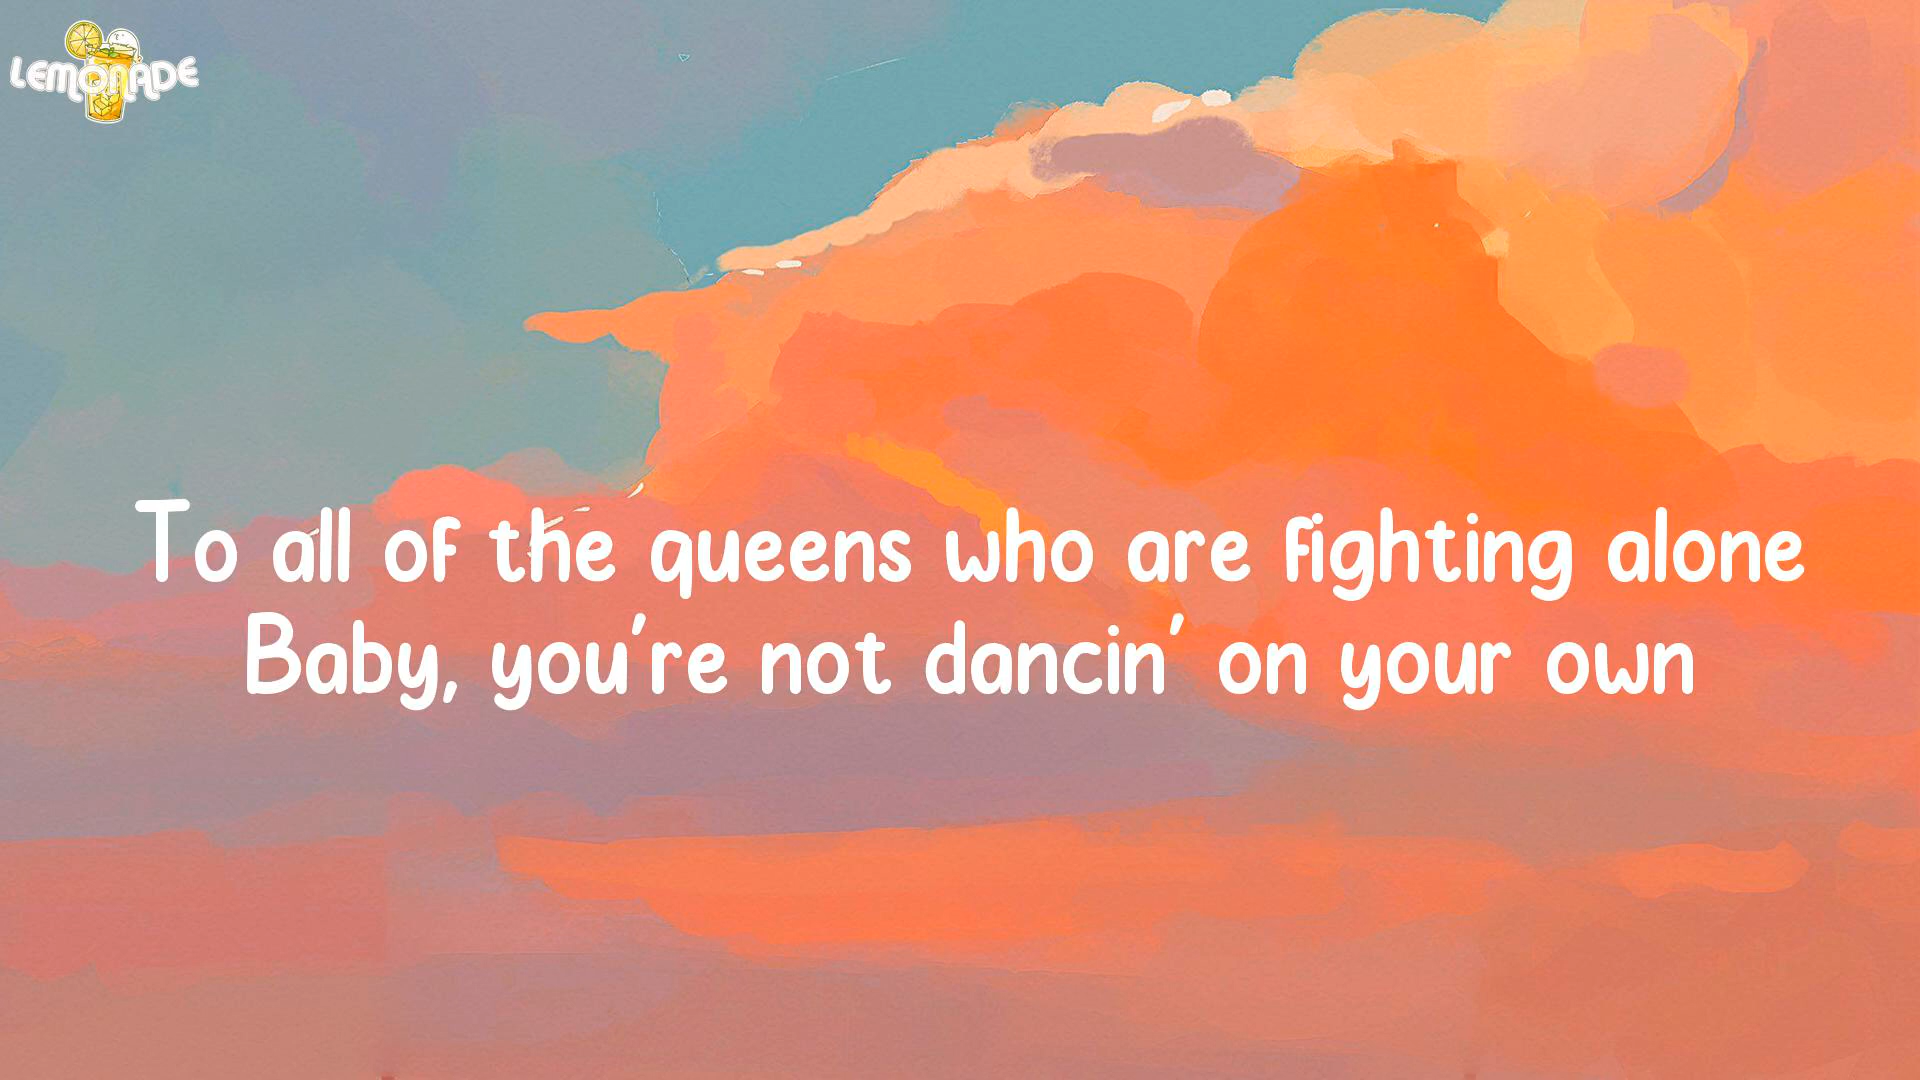 LEMONADE
To all of the queens who are fighting alone
Baby, you're not dancin' on your own